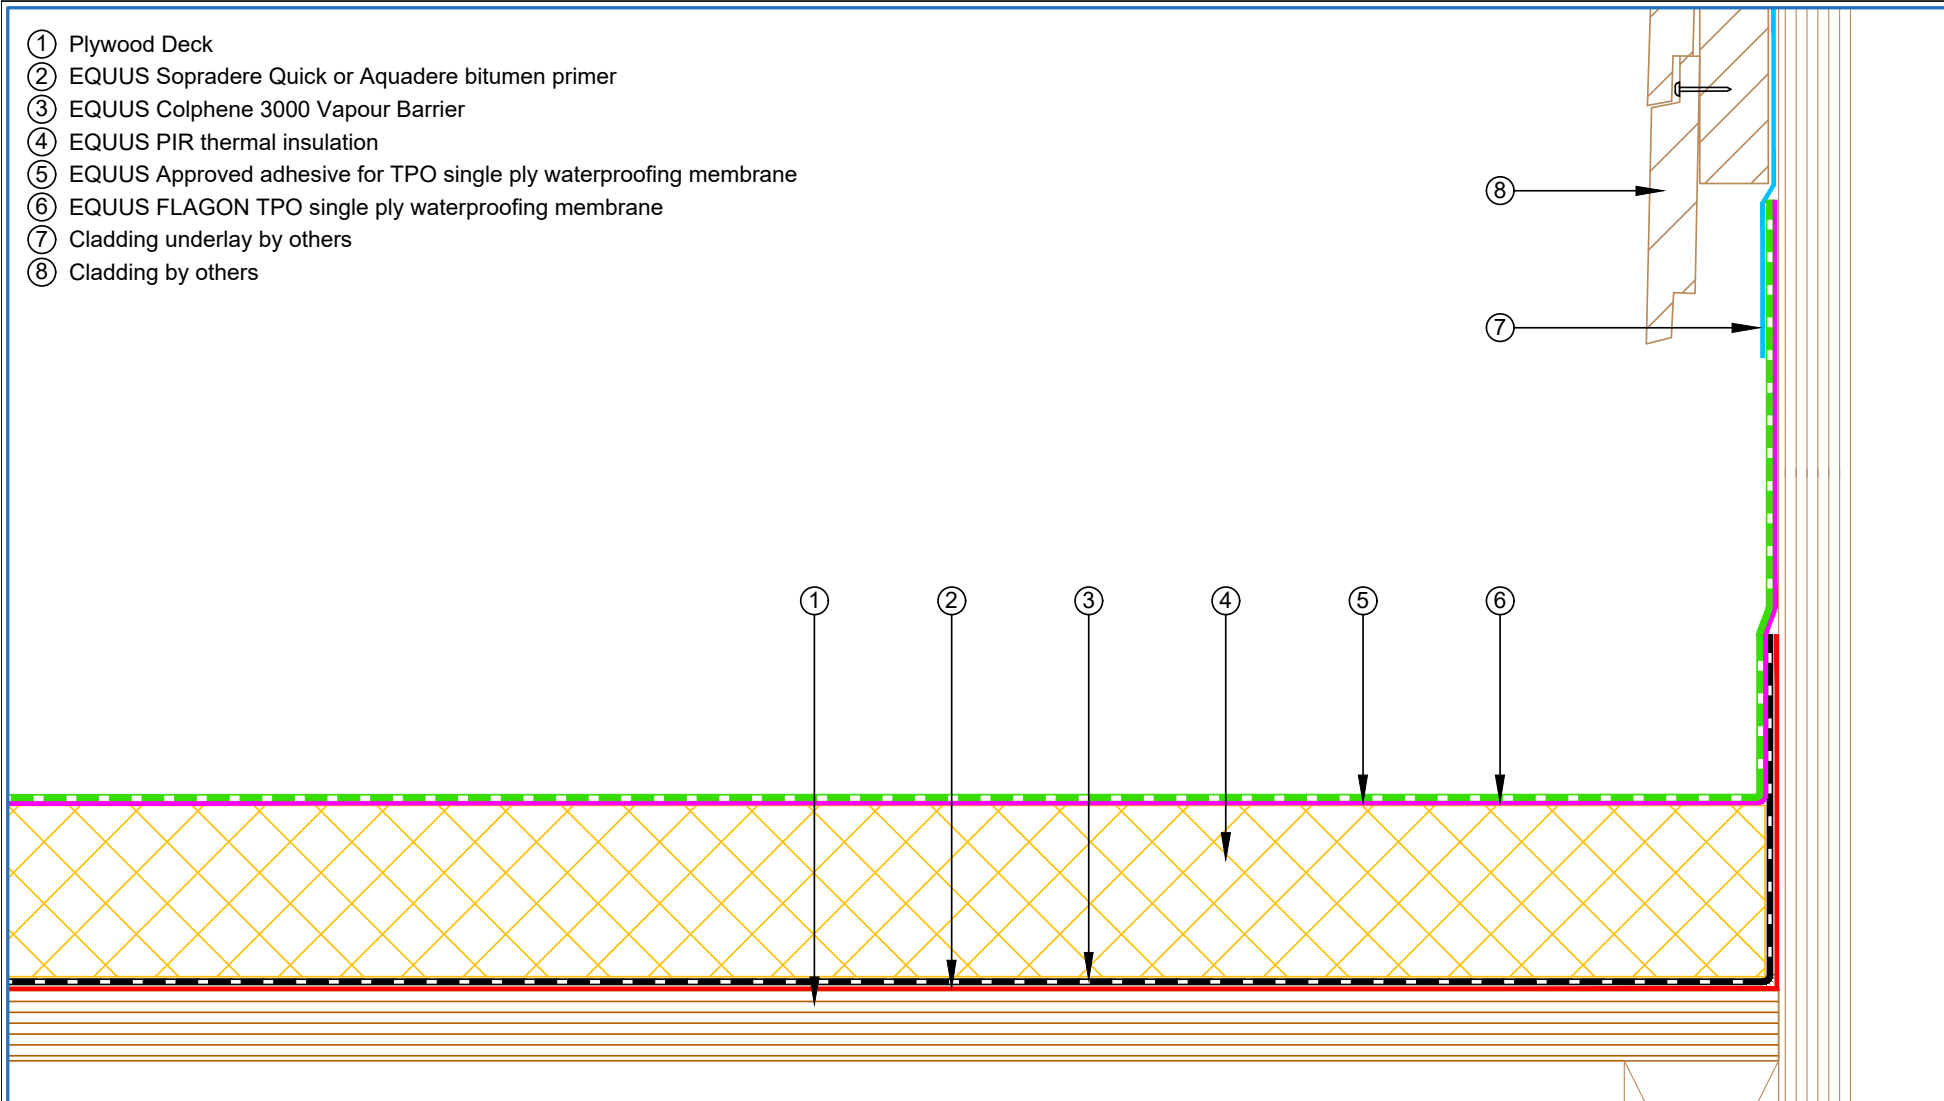 1 Plywood Deck
2 EQUUS Sopradere Quick or Aquadere bitumen primer
3 EQUUS Colphene 3000 Vapour Barrier
4 EQUUS PIR thermal insulation
5 EQUUS Approved adhesive for TPO single ply waterproofing membrane
6 EQUUS FLAGON TPO single ply waterproofing membrane
7 Cladding underlay by others
8 Cladding by others
8
7
1 2 3 4 5 6